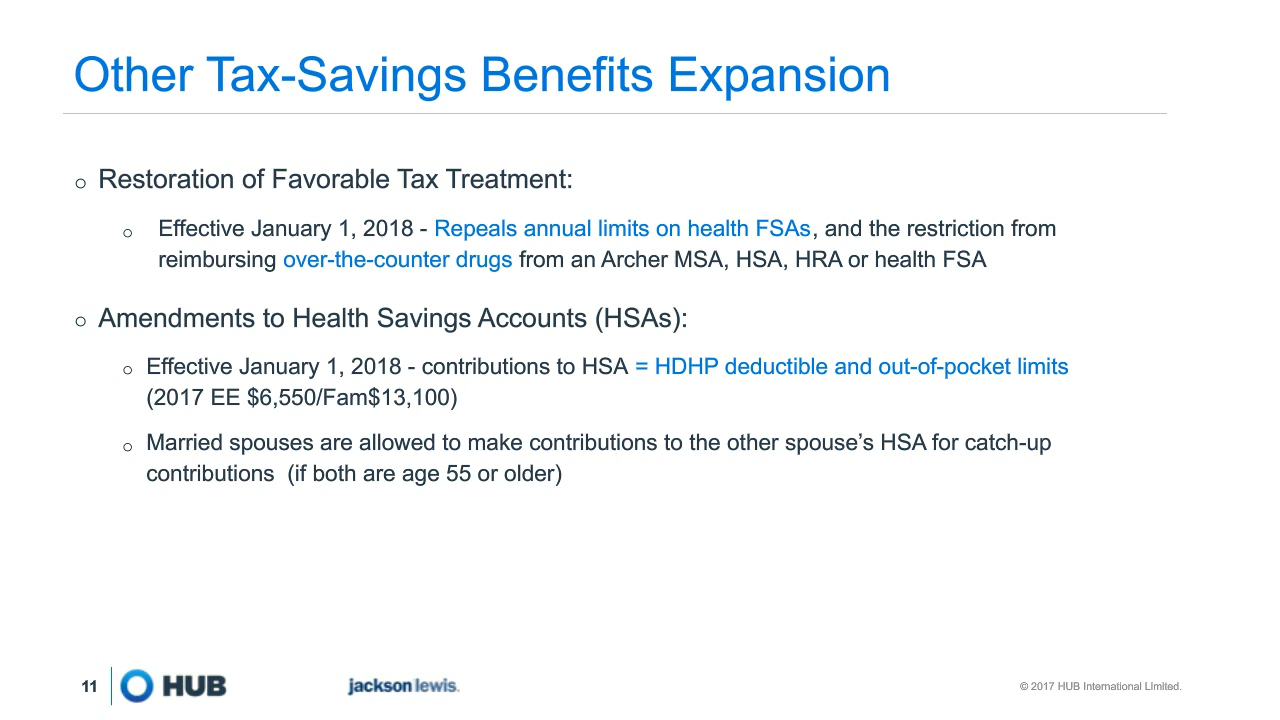 Other Tax-Savings Benefits Expansion
○ Restoration of Favorable Tax Treatment:
○ Effective January 1, 2018 - Repeals annual limits on health FSAs, and the restriction from
reimbursing over-the-counter drugs from an Archer MSA, HSA, HRA or health FSA
○ Amendments to Health Savings Accounts (HSAs):
○ Effective January 1, 2018 - contributions to HSA = HDHP deductible and out-of-pocket limits
(2017 EE $6,550/Fam$13,100)
○ Married spouses are allowed to make contributions to the other spouse’s HSA for catch-up
contributions  (if both are age 55 or older)
11 HUB jackson lewis. © 2017 HUB International Limited.